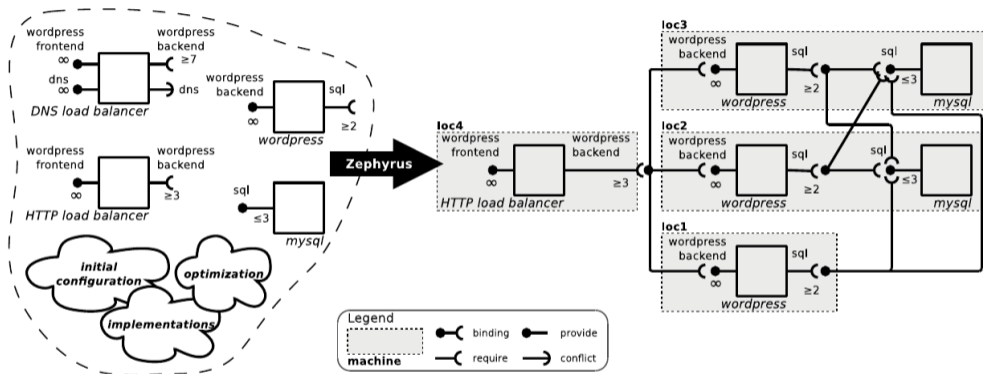 wordpress
frontend
∞
wordpress
backend
≥7
dns
∞
dns
DNS load balancer
wordpress
backend
∞
sql
≥2
wordpress
wordpress
frontend
∞
wordpress
backend
≥3
HTTP load balancer
sql
≤3
mysql
initial
configuration
optimization
implementations
Zephyrus
loc4
wordpress
frontend
∞
wordpress
backend
≥3
HTTP load balancer
loc3
wordpress
backend
∞
sql
≥2
wordpress
sql
≤3
mysql
loc2
wordpress
backend
∞
sql
≥2
wordpress
sql
≤3
mysql
loc1
wordpress
backend
∞
sql
≥2
wordpress
Legend
machine
binding
provide
require
conflict